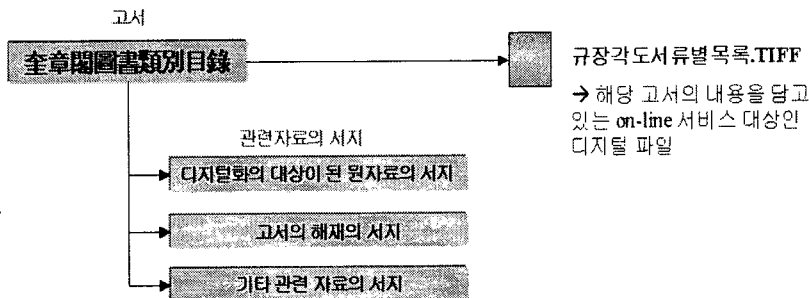 고서
奎章閣圖書類別目錄
규장각도서류별목록.TIFF
→ 해당 고서의 내용을 담고
있는 on-line 서비스 대상인
디지털 파일
관련자료의 서지
디지털화의 대상이 된 원자료의 서지
고서의 해재의 서지
기타 관련 자료의 서지